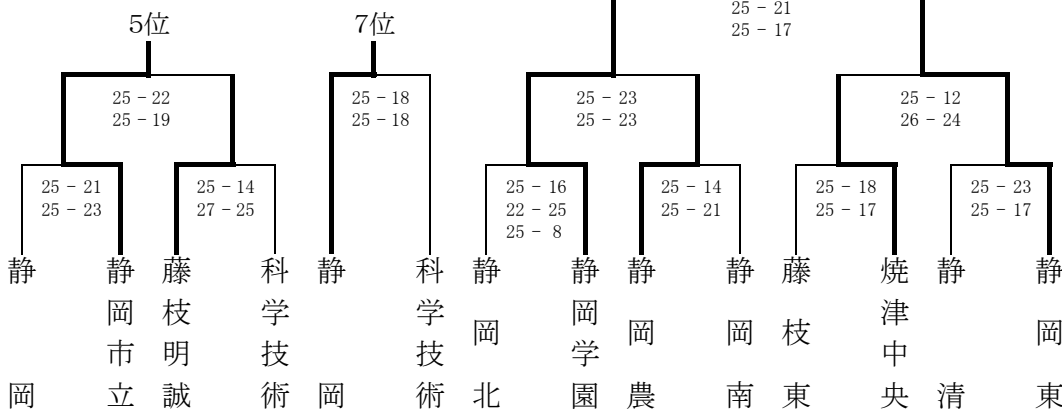 25 - 21
25 - 17
5位
7位
25 - 22
25 - 19
25 - 18
25 - 18
25 - 23
25 - 23
25 - 12
26 - 24
25 - 21
25 - 23
25 - 14
27 - 25
25 - 16
22 - 25
25 - 8
25 - 14
25 - 21
25 - 18
25 - 17
25 - 23
25 - 17
静岡
静岡市立
藤枝明誠
科学技術
静岡
科学技術
静岡北
静岡学園
静岡農
静岡南
藤枝東
焼津中央
静清
静岡東